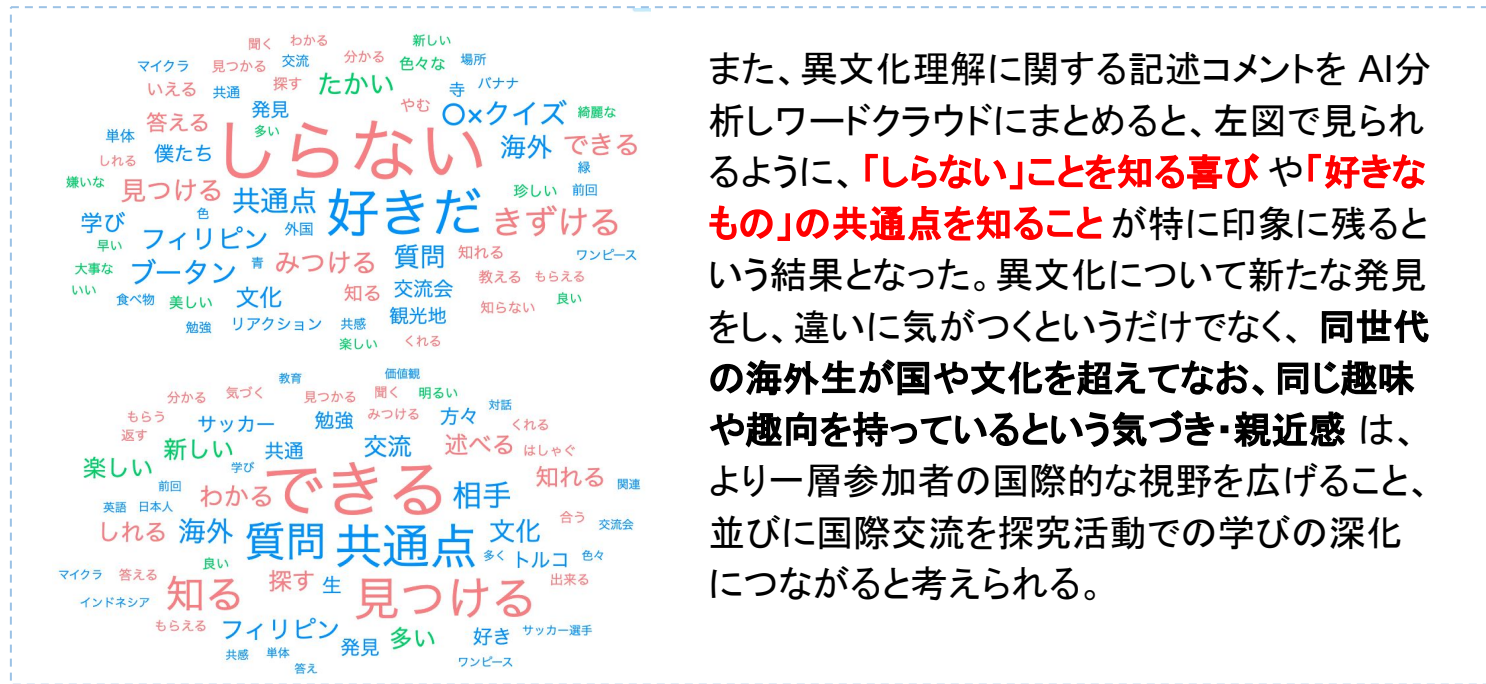 聞く わかる 新しい
マイクラ 見つかる 交流 分かる 色々な 場所
いえる 共通 探す たかい 寺 バナナ
発見 やむ 〇×クイズ 綺麗な
答える 多い
単体 僕たち しらない 海外 できる
しれる 緑
嫌いな 見つける 共通点 好きだ 珍しい 前回
学び 色 外国 きずける
早い フィリピン
大事な ブータン 青 みつける 質問 知れる ワンピース
いい 教える もらえる
食べ物 美しい 文化 知る 交流会 知らない 良い
勉強 リアクション 共感 観光地
楽しい くれる
教育 価値観
分かる 気づく 見つかる 聞く 明るい
もらう サッカー 勉強 みつける 方々 対話
返す くれる
新しい 共通 交流 述べる はしゃぐ
楽しい 学び
前回 わかる できる 相手 知れる 関連
英語 日本人
しれる 海外 質問 共通点 文化 合う 交流会
良い 多く トルコ 色々
マイクラ 答える 知る 探す 生 見つける 出来る
インドネシア
もらえる フィリピン 発見 多い 好き サッカー選手
共感 単体 ワンピース
答え
また、異文化理解に関する記述コメントを AI分
析しワードクラウドにまとめると、左図で見られ
るように、「しらない」ことを知る喜び や「好きな
もの」の共通点を知ること が特に印象に残ると
いう結果となった。異文化について新たな発見
をし、違いに気がつくというだけでなく、 同世代
の海外生が国や文化を超えてなお、同じ趣味
や趣向を持っているという気づき・親近感 は、
より一層参加者の国際的な視野を広げること、
並びに国際交流を探究活動での学びの深化
につながると考えられる。